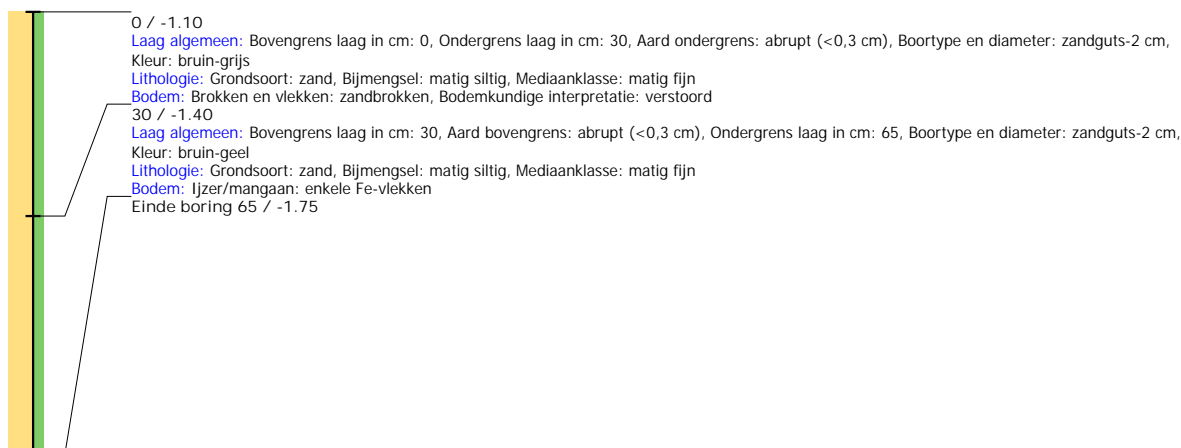 0 / -1.10
Laag algemeen: Bovengrens laag in cm: 0, Ondergrens laag in cm: 30, Aard ondergrens: abrupt (<0,3 cm), Boortype en diameter: zandguts-2 cm,
Kleur: bruin-grijs
Lithologie: Grondsoort: zand, Bijmengsel: matig siltig, Mediaanklasse: matig fijn
Bodem: Brokken en vlekken: zandbrokken, Bodemkundige interpretatie: verstoord
30 / -1.40
Laag algemeen: Bovengrens laag in cm: 30, Aard bovengrens: abrupt (<0,3 cm), Ondergrens laag in cm: 65, Boortype en diameter: zandguts-2 cm,
Kleur: bruin-geel
Lithologie: Grondsoort: zand, Bijmengsel: matig siltig, Mediaanklasse: matig fijn
Bodem: Ijzer/mangaan: enkele Fe-vlekken
Einde boring 65 / -1.75